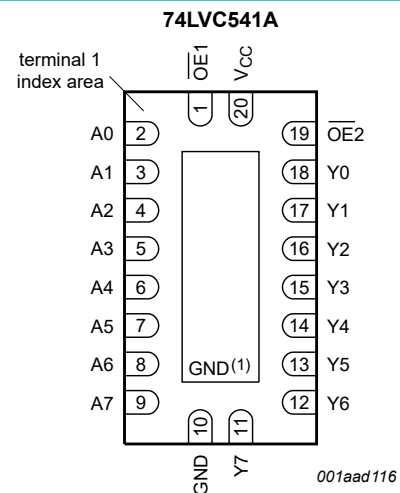 74LVC541A
terminal 1
index area
OE1
VCC
1
20
A0 2
19 OE2
A1 3
18 Y0
A2 4
17 Y1
A3 5
16 Y2
A4 6
15 Y3
A5 7
14 Y4
A6 8
GND(1)
13 Y5
A7 9
12 Y6
10
11
GND
Y7
001aad116